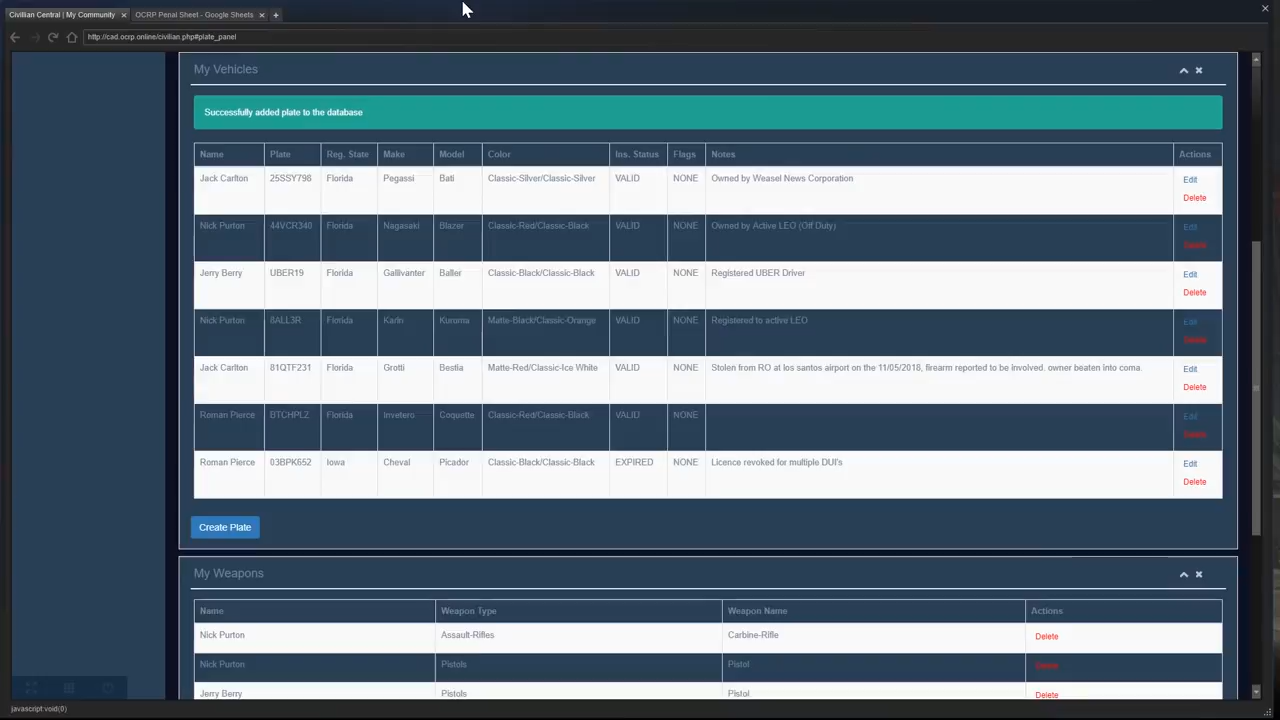 Civillian Central | My Community × OCRP Penal Sheet - Google Sheets × +
http://cad.ocrp.online/civilian.php#plate_panel
My Vehicles
Successfully added plate to the database
Name Plate Reg. State Make Model Color Ins. Status Flags Notes Actions
Jack Carlton 25SSY798 Florida Pegassi Bati Classic-Silver/Classic-Silver VALID NONE Owned by Weasel News Corporation Edit
Delete
Nick Purton 44VCR340 Florida Nagasaki Blazer Classic-Red/Classic-Black VALID NONE Owned by Active LEO (Off Duty) Edit
Delete
Jerry Berry UBER19 Florida Gallivanter Baller Classic-Black/Classic-Black VALID NONE Registered UBER Driver Edit
Delete
Nick Purton 8ALL3R Florida Karin Kuruma Matte-Black/Classic-Orange VALID NONE Registered to active LEO Edit
Delete
Jack Carlton 81QTF231 Florida Grotti Bestia Matte-Red/Classic-Ice White VALID NONE Stolen from RO at los santos airport on the 11/05/2018, firearm reported to be involved. owner beaten into coma. Edit
Delete
Roman Pierce BTCHPLZ Florida Invetero Coquette Classic-Red/Classic-Black VALID NONE Edit
Delete
Roman Pierce 03BPK652 Iowa Cheval Picador Classic-Black/Classic-Black EXPIRED NONE Licence revoked for multiple DUI's Edit
Delete
Create Plate
My Weapons
Name Weapon Type Weapon Name Actions
Nick Purton Assault-Rifles Carbine-Rifle Delete
Nick Purton Pistols Pistol Delete
Jerry Berry Pistols Pistol Delete
javascript:void(0)